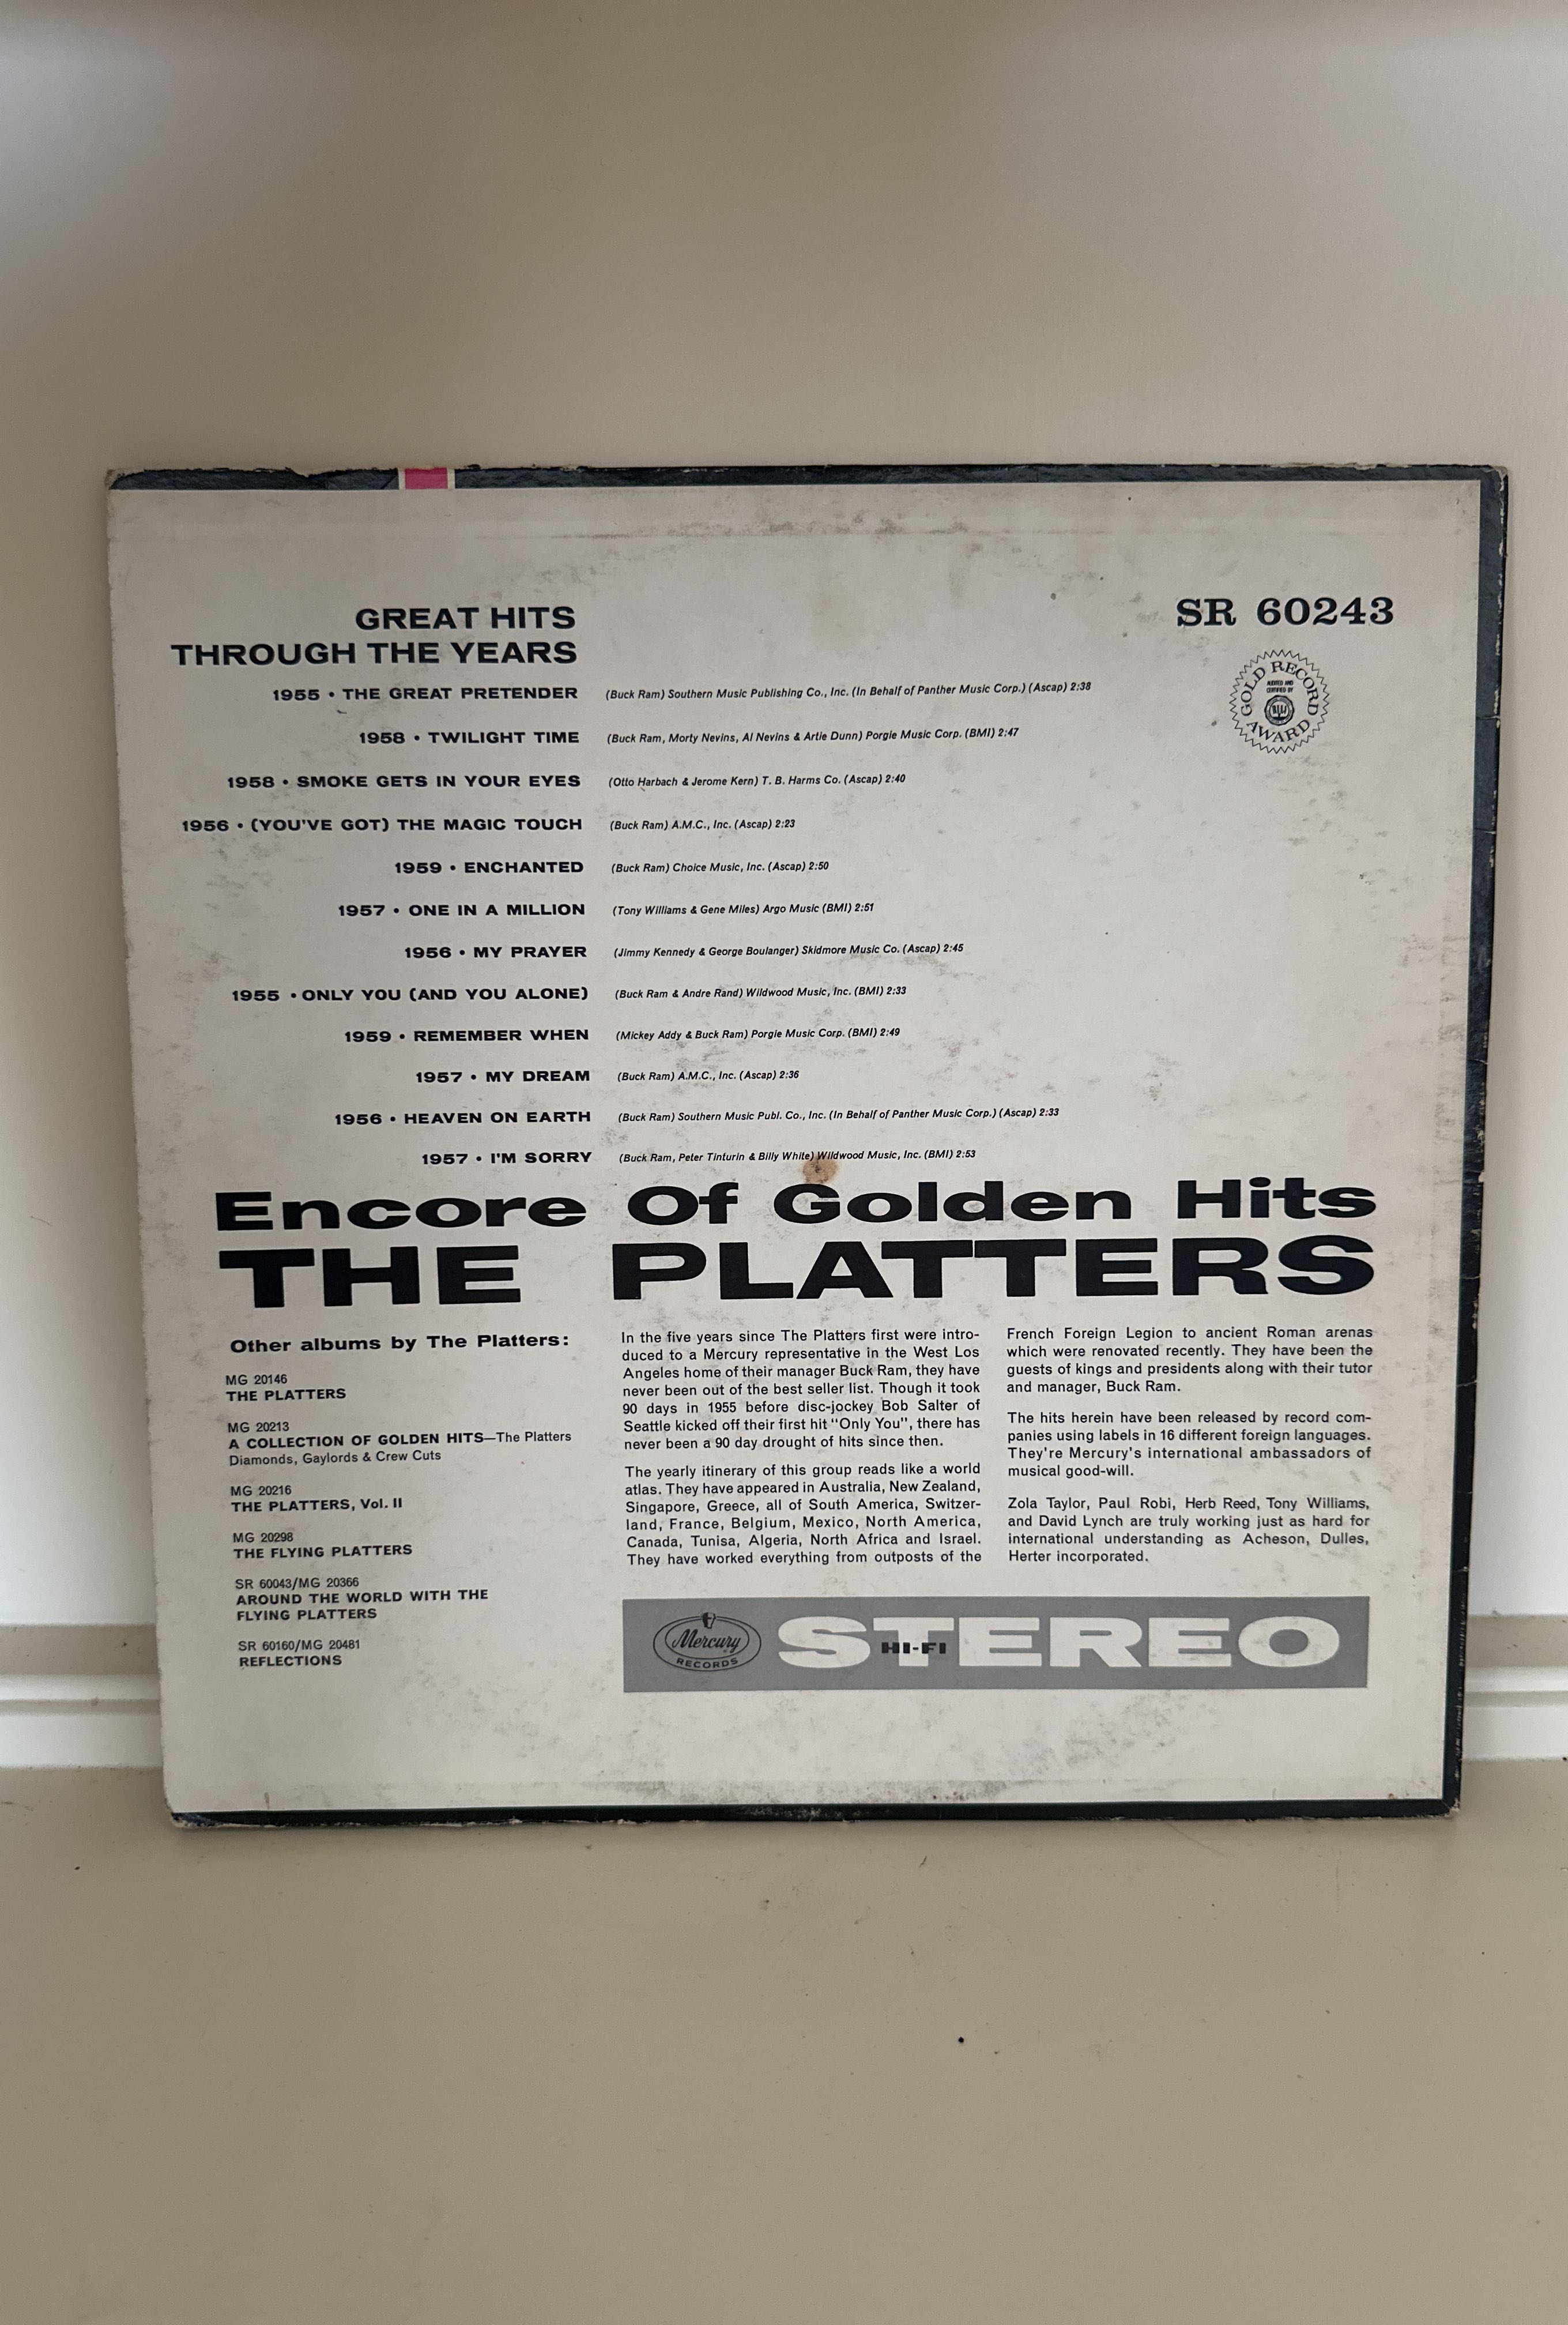 GREAT HITS
THROUGH THE YEARS
SR 60243
GOLD RECORD AWARD
AUDITED AND
CERTIFIED BY
1955 • THE GREAT PRETENDER (Buck Ram) Southern Music Publishing Co., Inc. (In Behalf of Panther Music Corp.) (Ascap) 2:38
1958 • TWILIGHT TIME (Buck Ram, Morty Nevins, Al Nevins & Artie Dunn) Porgie Music Corp. (BMI) 2:47
1958 • SMOKE GETS IN YOUR EYES (Otto Harbach & Jerome Kern) T. B. Harms Co. (Ascap) 2:40
1956 • (YOU'VE GOT) THE MAGIC TOUCH (Buck Ram) A.M.C., Inc. (Ascap) 2:23
1959 • ENCHANTED (Buck Ram) Choice Music, Inc. (Ascap) 2:50
1957 • ONE IN A MILLION (Tony Williams & Gene Miles) Argo Music (BMI) 2:51
1956 • MY PRAYER (Jimmy Kennedy & George Boulanger) Skidmore Music Co. (Ascap) 2:45
1955 • ONLY YOU (AND YOU ALONE) (Buck Ram & Andre Rand) Wildwood Music, Inc. (BMI) 2:33
1959 • REMEMBER WHEN (Mickey Addy & Buck Ram) Porgie Music Corp. (BMI) 2:49
1957 • MY DREAM (Buck Ram) A.M.C., Inc. (Ascap) 2:36
1956 • HEAVEN ON EARTH (Buck Ram) Southern Music Publ. Co., Inc. (In Behalf of Panther Music Corp.) (Ascap) 2:33
1957 • I'M SORRY (Buck Ram, Peter Tinturin & Billy White) Wildwood Music, Inc. (BMI) 2:53
Encore Of Golden Hits
THE PLATTERS
Other albums by The Platters:
MG 20146
THE PLATTERS
MG 20213
A COLLECTION OF GOLDEN HITS—The Platters
Diamonds, Gaylords & Crew Cuts
MG 20216
THE PLATTERS, Vol. II
MG 20298
THE FLYING PLATTERS
SR 60043/MG 20366
AROUND THE WORLD WITH THE
FLYING PLATTERS
SR 60160/MG 20481
REFLECTIONS
In the five years since The Platters first were intro-
duced to a Mercury representative in the West Los
Angeles home of their manager Buck Ram, they have
never been out of the best seller list. Though it took
90 days in 1955 before disc-jockey Bob Salter of
Seattle kicked off their first hit "Only You", there has
never been a 90 day drought of hits since then.
The yearly itinerary of this group reads like a world
atlas. They have appeared in Australia, New Zealand,
Singapore, Greece, all of South America, Switzer-
land, France, Belgium, Mexico, North America,
Canada, Tunisa, Algeria, North Africa and Israel.
They have worked everything from outposts of the
French Foreign Legion to ancient Roman arenas
which were renovated recently. They have been the
guests of kings and presidents along with their tutor
and manager, Buck Ram.
The hits herein have been released by record com-
panies using labels in 16 different foreign languages.
They're Mercury's international ambassadors of
musical good-will.
Zola Taylor, Paul Robi, Herb Reed, Tony Williams,
and David Lynch are truly working just as hard for
international understanding as Acheson, Dulles,
Herter incorporated.
Mercury
RECORDS
STEREO
HI-FI